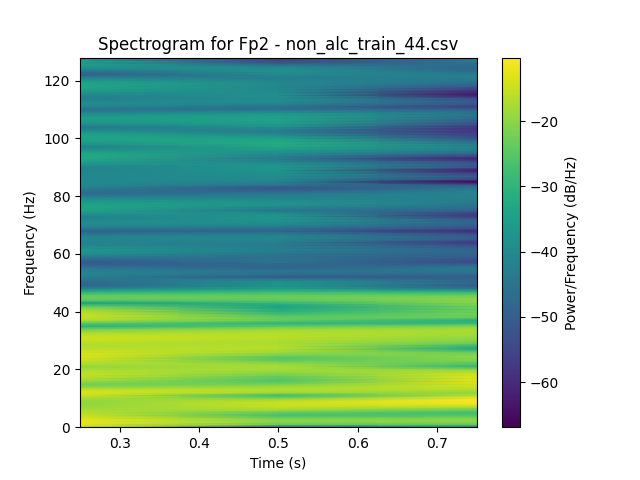 Spectrogram for Fp2 - non_alc_train_44.csv
120
100
80
60
40
20
0
Frequency (Hz)
0.3 0.4 0.5 0.6 0.7
Time (s)
−20
−30
−40
−50
−60
Power/Frequency (dB/Hz)